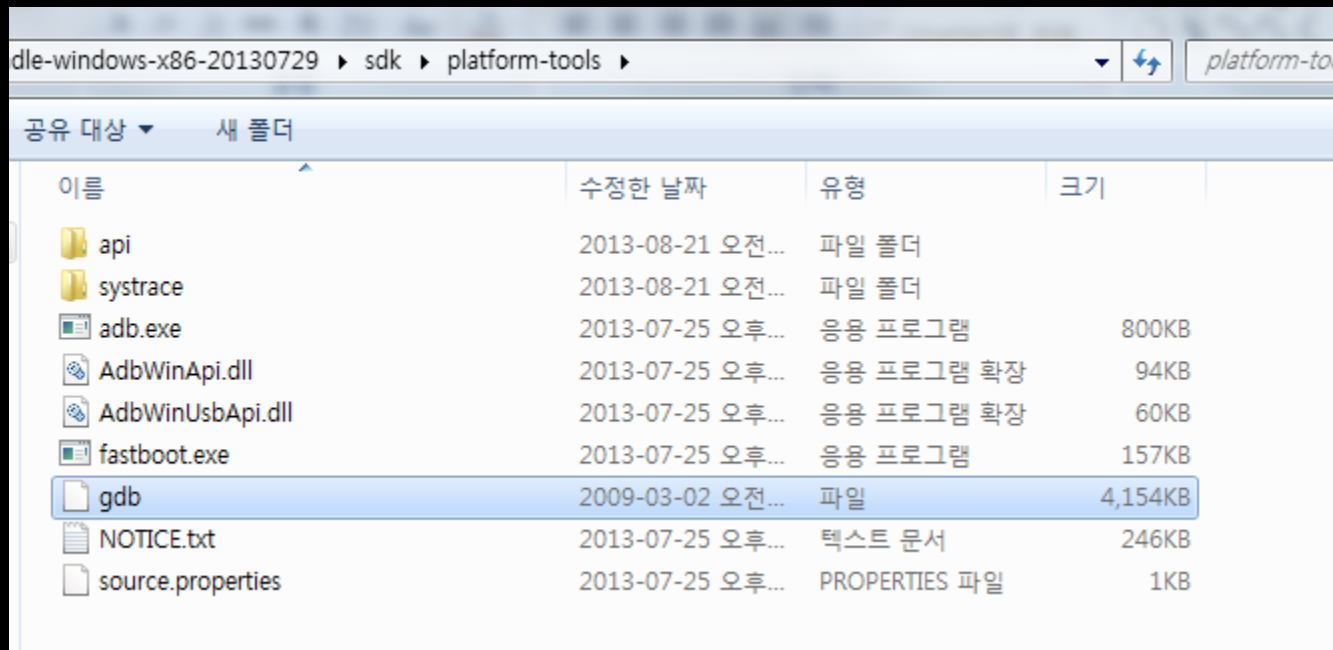 dle-windows-x86-20130729 ▸ sdk ▸ platform-tools ▸ platform-to
공유 대상 새 폴더
이름 수정한 날짜 유형 크기
api 2013-08-21 오전... 파일 폴더
systrace 2013-08-21 오전... 파일 폴더
adb.exe 2013-07-25 오후... 응용 프로그램 800KB
AdbWinApi.dll 2013-07-25 오후... 응용 프로그램 확장 94KB
AdbWinUsbApi.dll 2013-07-25 오후... 응용 프로그램 확장 60KB
fastboot.exe 2013-07-25 오후... 응용 프로그램 157KB
gdb 2009-03-02 오전... 파일 4,154KB
NOTICE.txt 2013-07-25 오후... 텍스트 문서 246KB
source.properties 2013-07-25 오후... PROPERTIES 파일 1KB